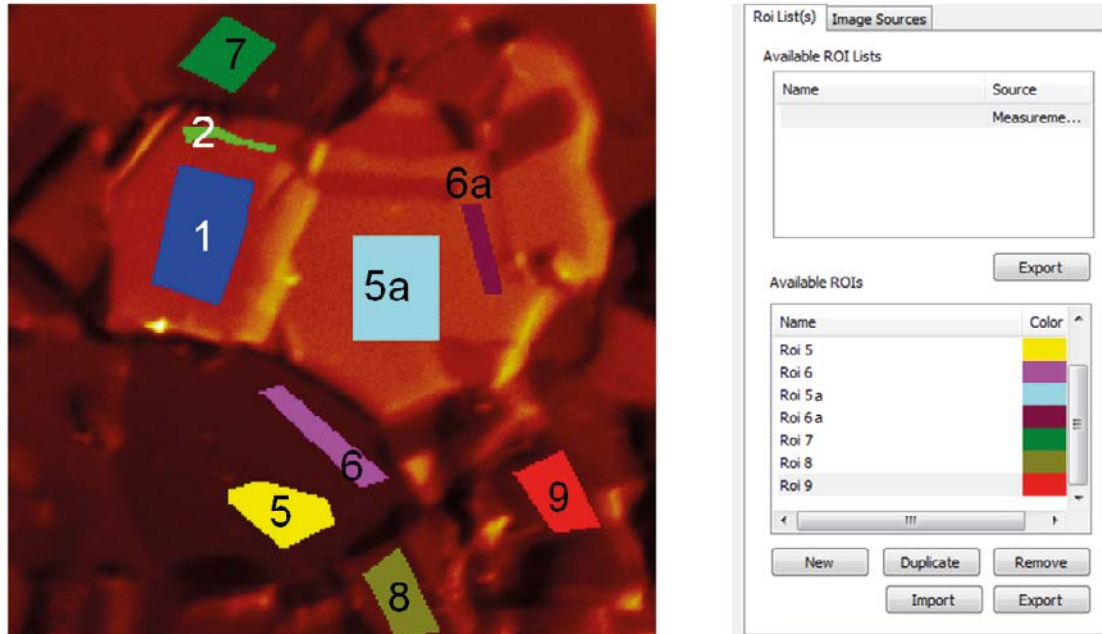 7
2
6a
1
5a
6
5
9
8
Roi List(s) Image Sources
Available ROI Lists
Name Source
Measureme...
Export
Available ROIs
Name Color
Roi 5
Roi 6
Roi 5a
Roi 6a
Roi 7
Roi 8
Roi 9
New Duplicate Remove
Import Export